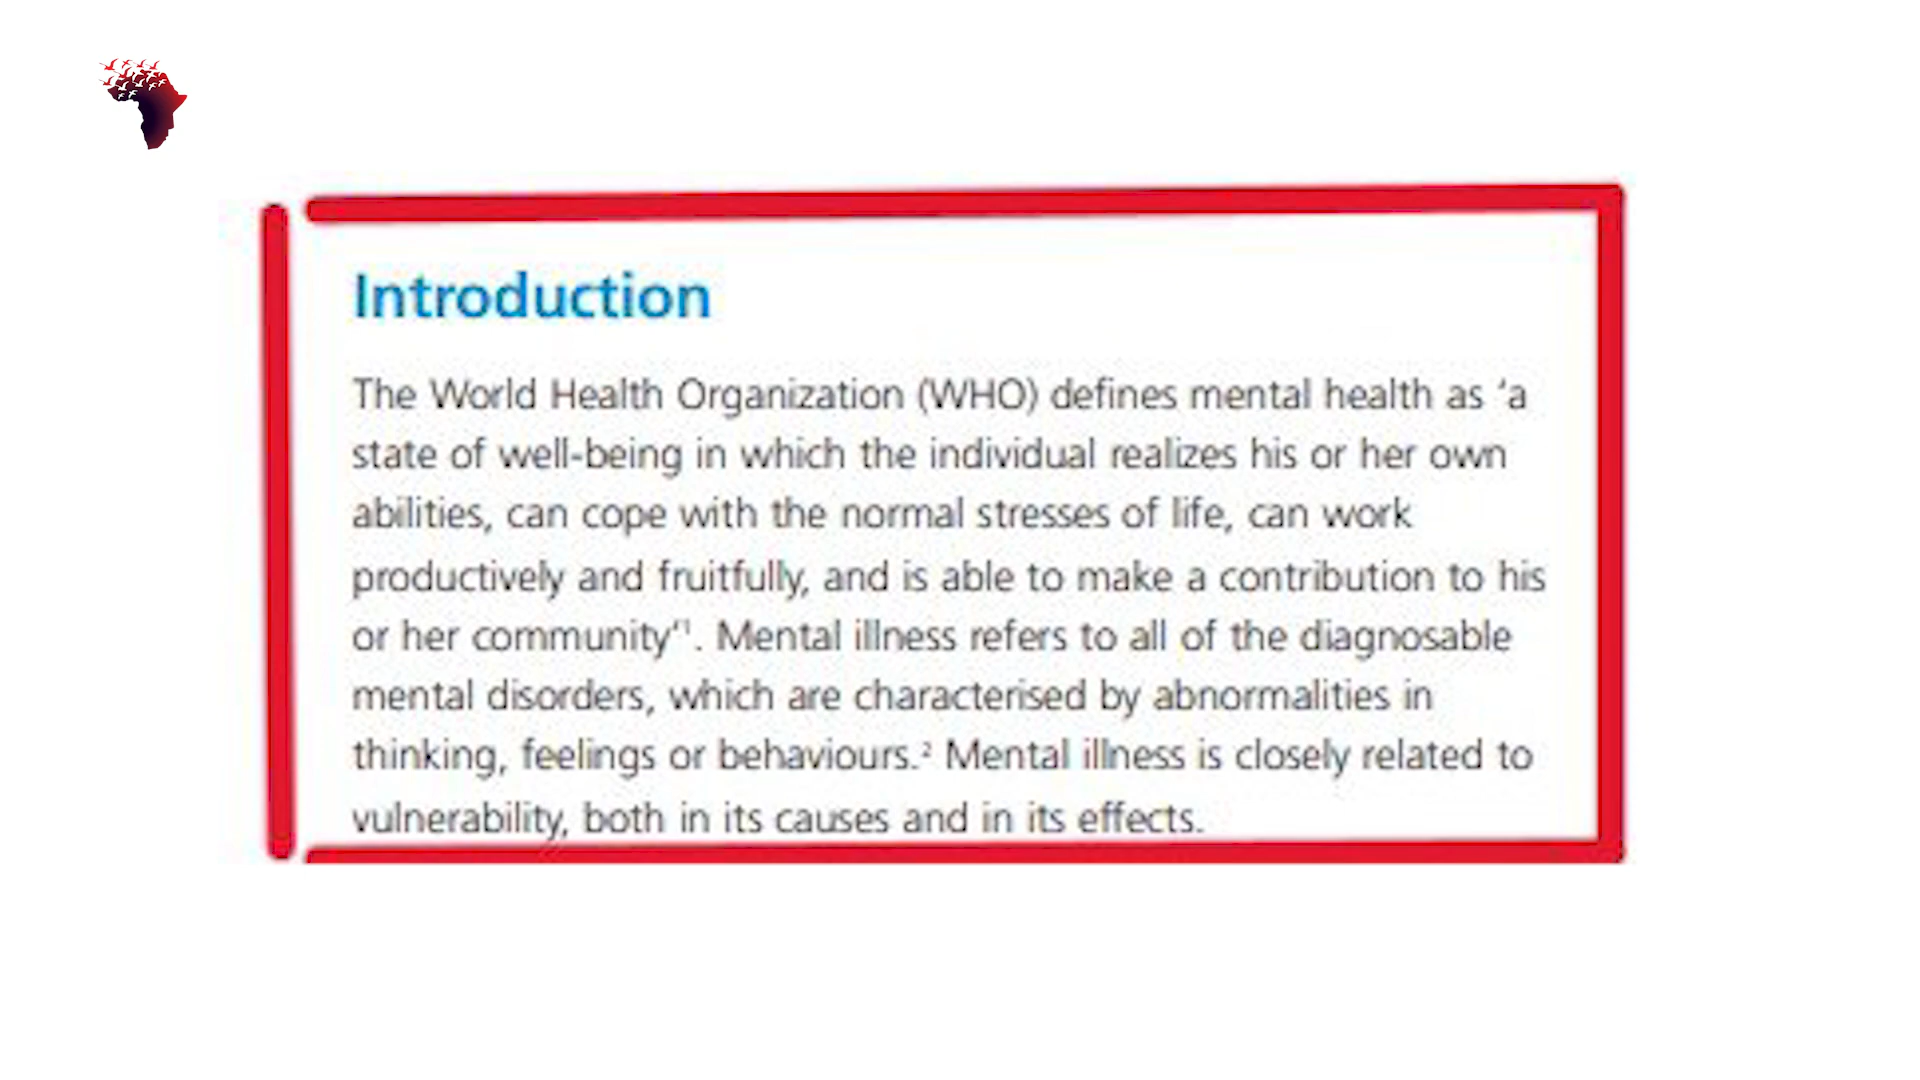 Introduction
The World Health Organization (WHO) defines mental health as ‘a
state of well-being in which the individual realizes his or her own
abilities, can cope with the normal stresses of life, can work
productively and fruitfully, and is able to make a contribution to his
or her community’¹. Mental illness refers to all of the diagnosable
mental disorders, which are characterised by abnormalities in
thinking, feelings or behaviours.² Mental illness is closely related to
vulnerability, both in its causes and in its effects.